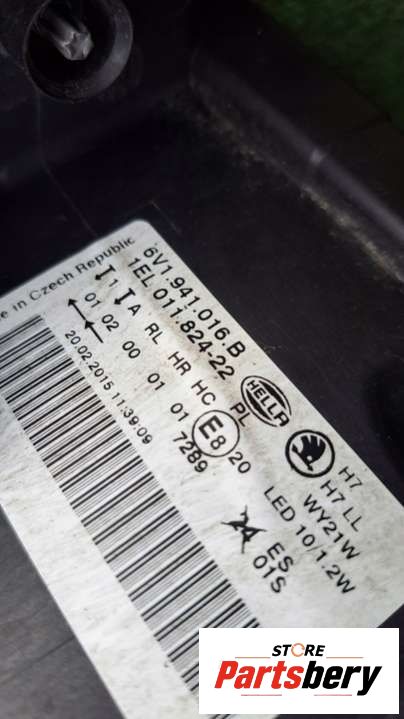 e in Czech Republic
6V1.941.016.B
1EL 011.824-22
1 A RL HR HC PL
01 02 00 01 01
E8 20
7289
20.02.2015 11:39:09
HELLA
H7
H7 LL
WY21W
LED 10/1.2W
ES
01S
STORE
Partsbery